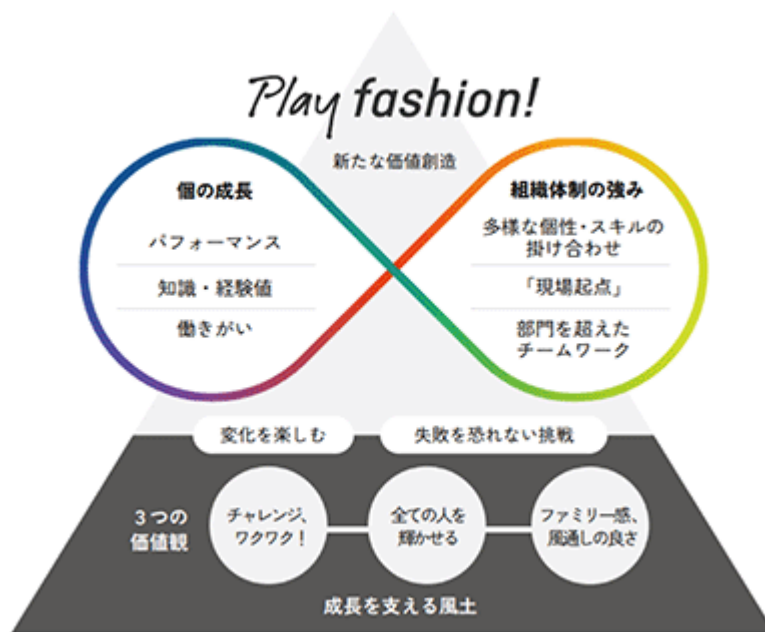 Play fashion!
新たな価値創造
個の成長
パフォーマンス
知識・経験値
働きがい
組織体制の強み
多様な個性・スキルの
掛け合わせ
「現場起点」
部門を超えた
チームワーク
変化を楽しむ
失敗を恐れない挑戦
3つの
価値観
チャレンジ、
ワクワク！
全ての人を
輝かせる
ファミリー感、
風通しの良さ
成長を支える風土